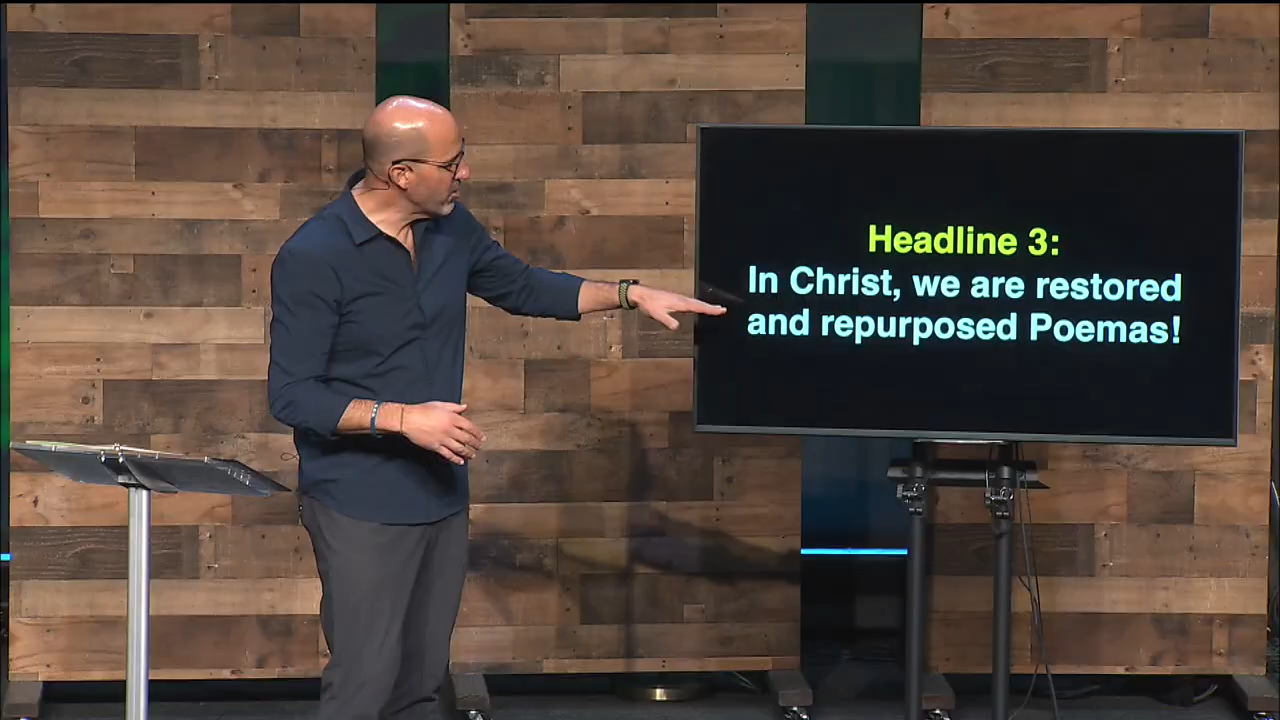 Headline 3:
In Christ, we are restored
and repurposed Poemas!